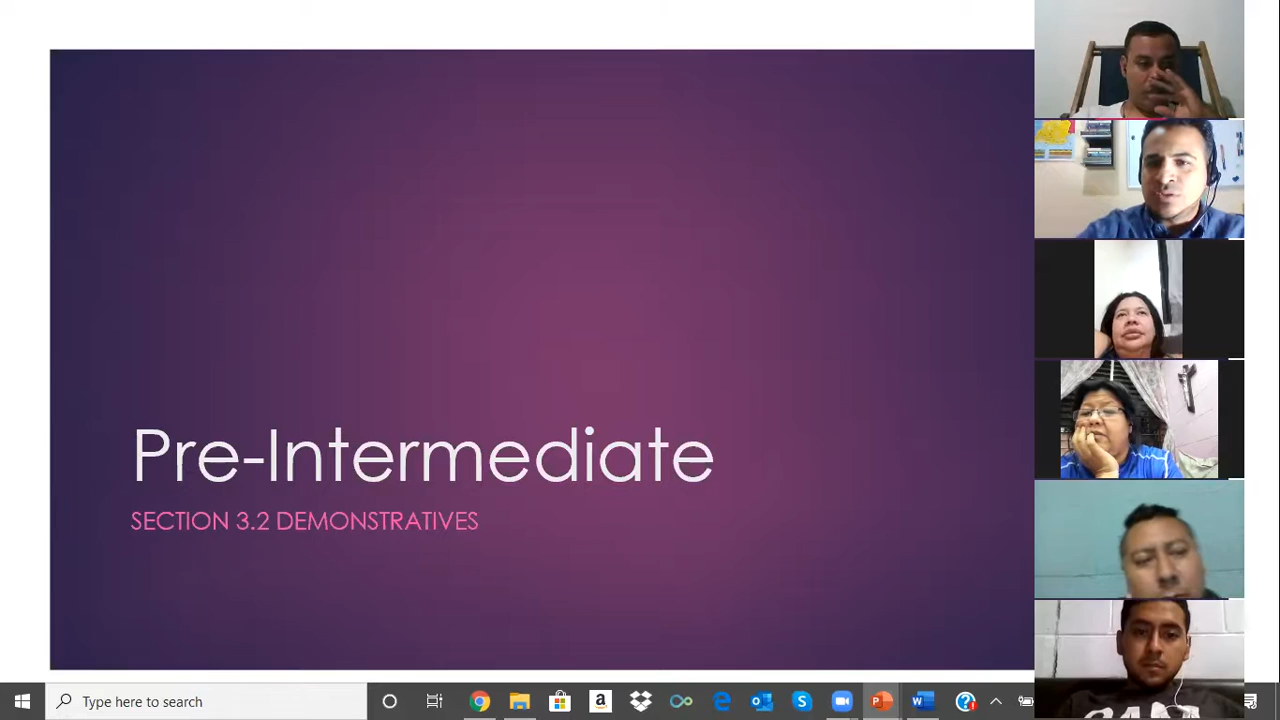 Pre-Intermediate
SECTION 3.2 DEMONSTRATIVES
Type here to search